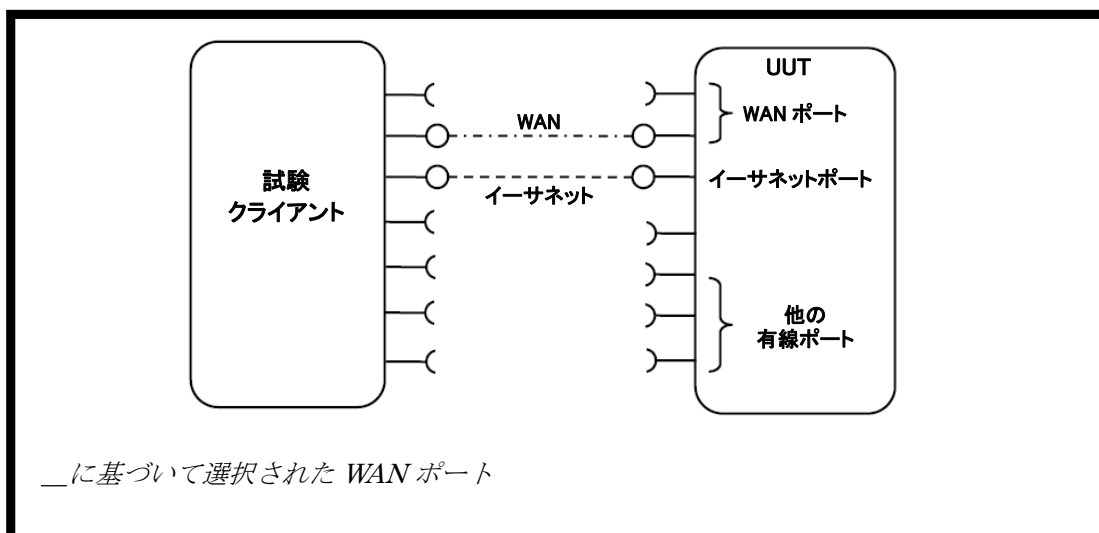 UUT
WAN ポート
WAN
試験
クライアント
イーサネットポート
イーサネット
他の
有線ポート
__に基づいて選択された WAN ポート